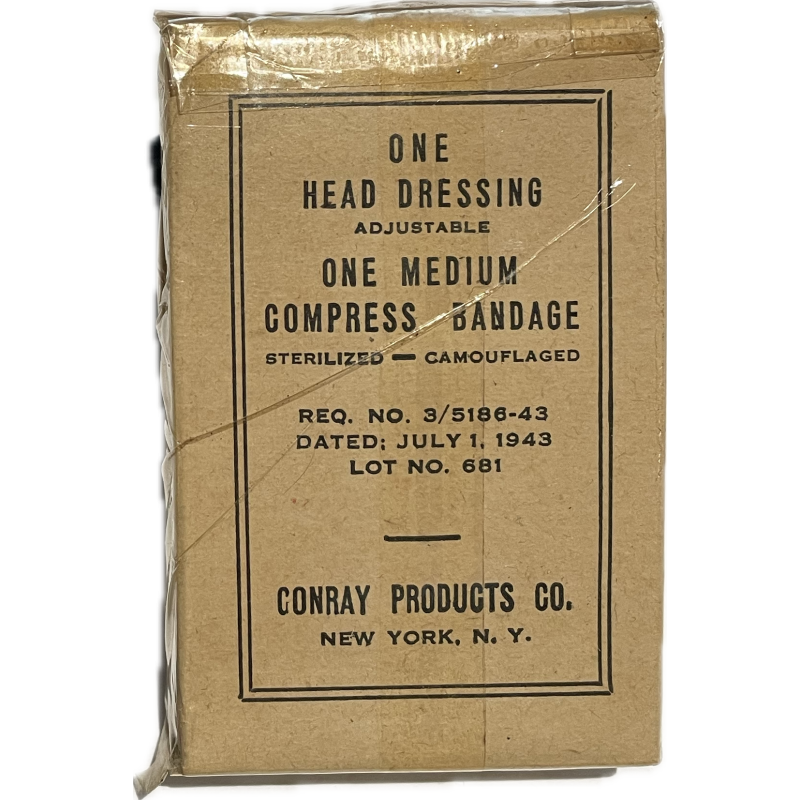 ONE
HEAD DRESSING
ADJUSTABLE
ONE MEDIUM
COMPRESS BANDAGE
STERILIZED — CAMOUFLAGED
REQ. NO. 3/5186-43
DATED; JULY 1, 1943
LOT NO. 681
CONRAY PRODUCTS CO.
NEW YORK, N. Y.